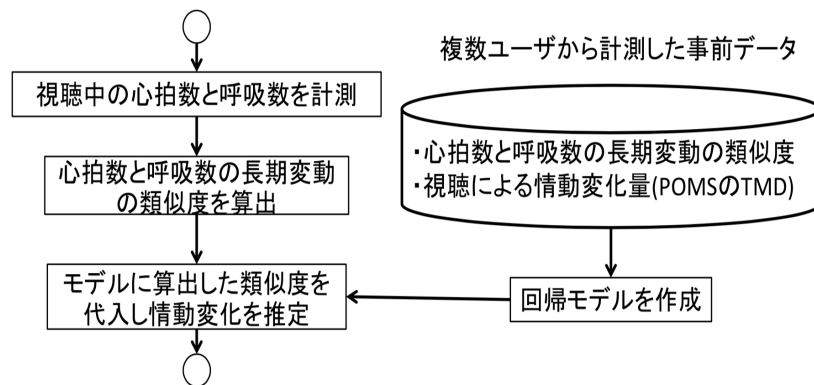 複数ユーザから計測した事前データ
視聴中の心拍数と呼吸数を計測
・心拍数と呼吸数の長期変動の類似度
・視聴による情動変化量(POMSのTMD)
心拍数と呼吸数の長期変動
の類似度を算出
モデルに算出した類似度を
代入し情動変化を推定
回帰モデルを作成